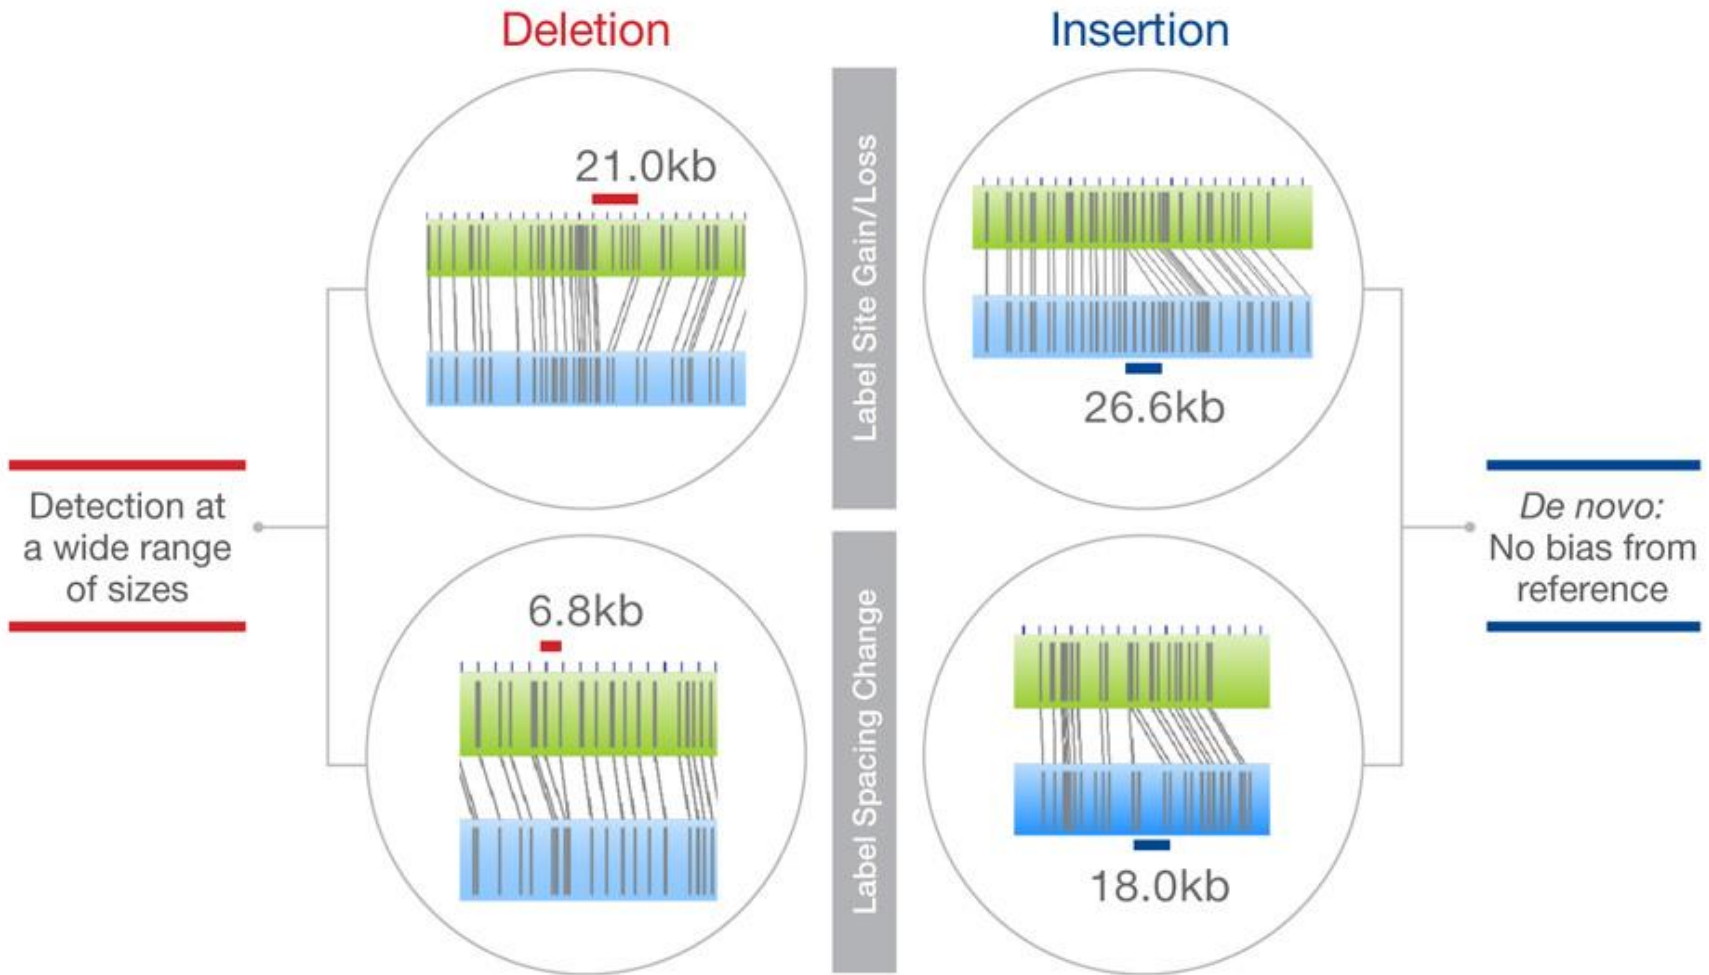 Deletion
Insertion
21.0kb
Label Site Gain/Loss
26.6kb
Detection at
a wide range
of sizes
De novo:
No bias from
reference
6.8kb
Label Spacing Change
18.0kb